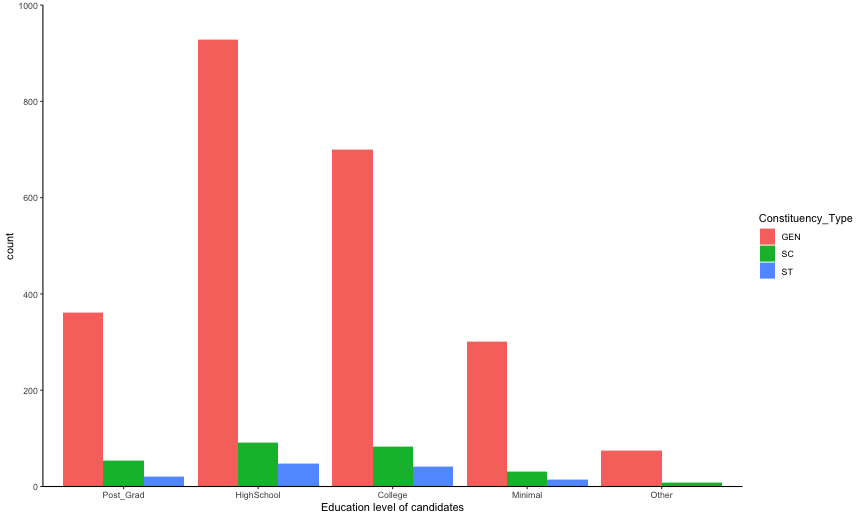 1000
800
600
400
200
0
count
Post_Grad HighSchool College Minimal Other
Education level of candidates
Constituency_Type
GEN
SC
ST